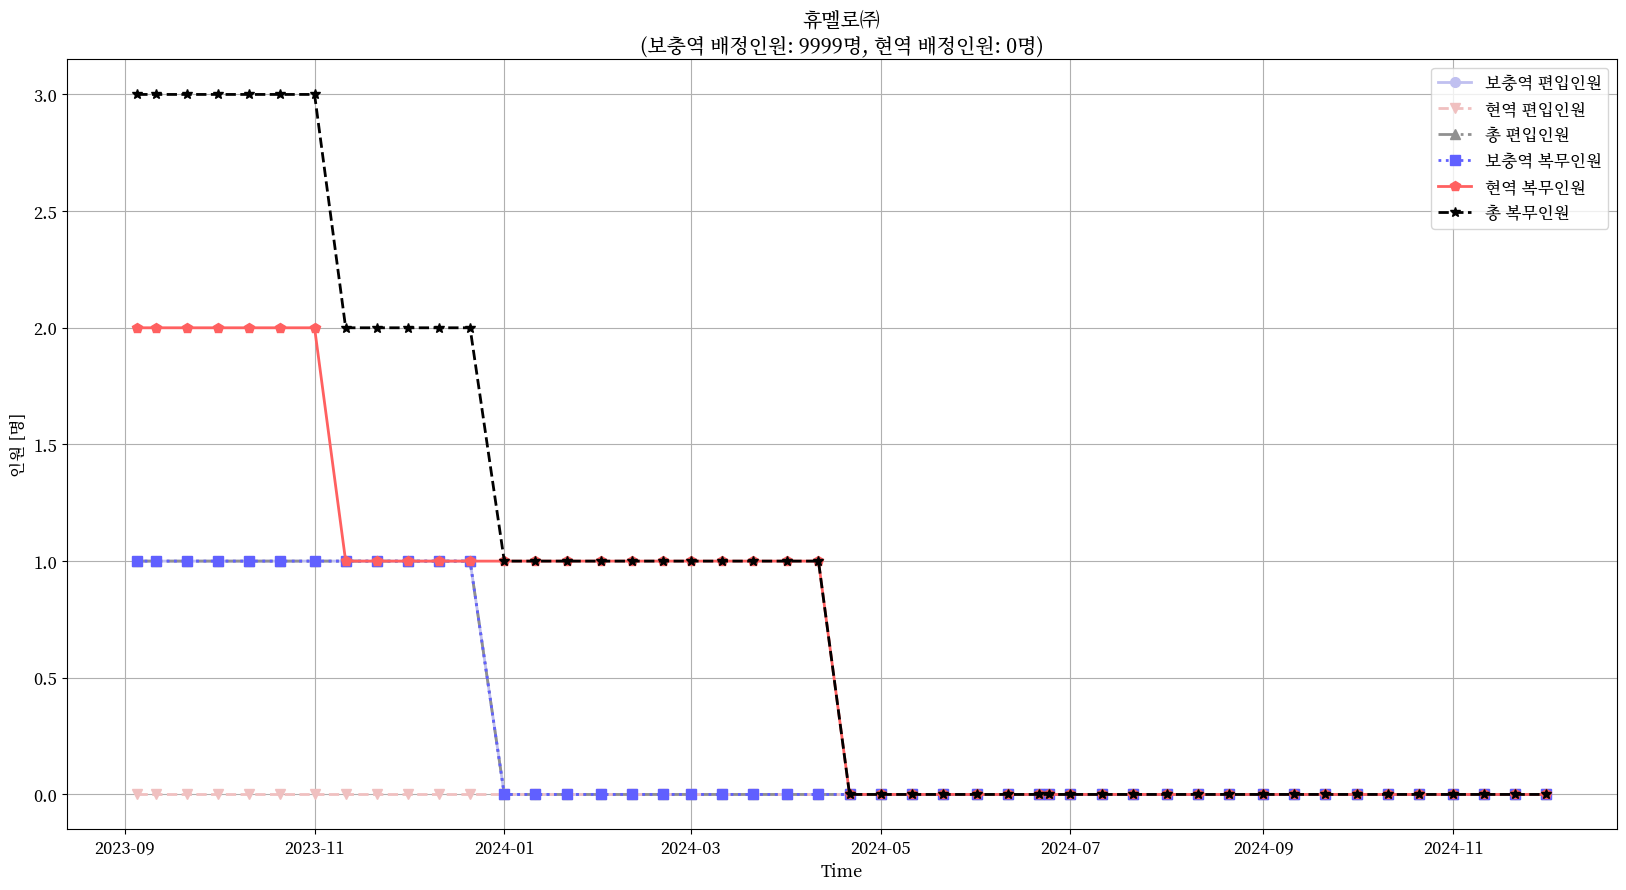 휴멜로㈜
(보충역 배정인원: 9999명, 현역 배정인원: 0명)
보충역 편입인원
현역 편입인원
총 편입인원
보충역 복무인원
현역 복무인원
총 복무인원
인원 [명]
3.0
2.5
2.0
1.5
1.0
0.5
0.0
2023-09
2023-11
2024-01
2024-03
2024-05
2024-07
2024-09
2024-11
Time